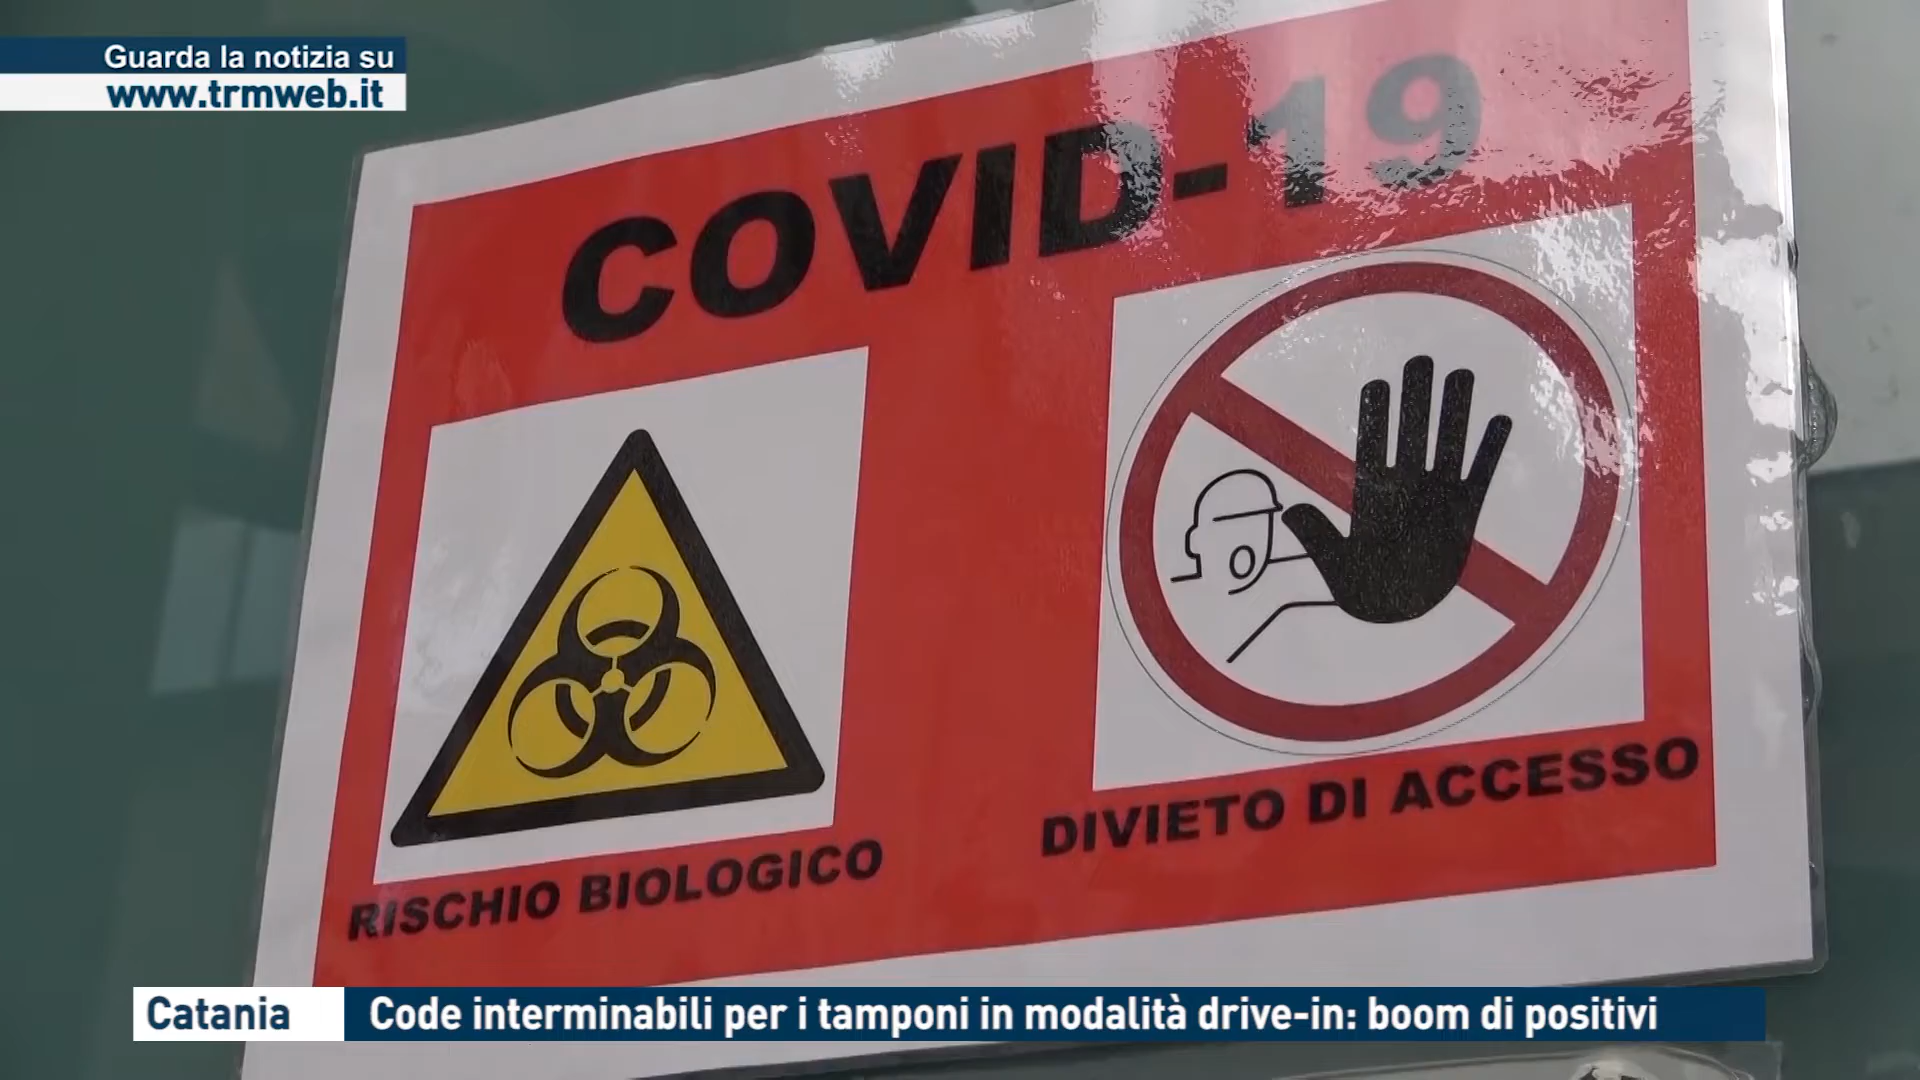 Guarda la notizia su
www.trmweb.it
COVID-19
RISCHIO BIOLOGICO
DIVIETO DI ACCESSO
Catania
Code interminabili per i tamponi in modalità drive-in: boom di positivi